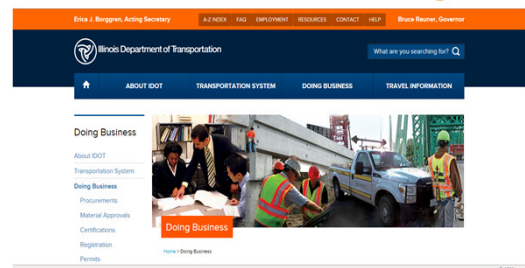 Erica J. Borggren, Acting Secretary
A-Z INDEX FAQ EMPLOYMENT RESOURCES CONTACT HELP
Bruce Rauner, Governor
Illinois Department of Transportation
What are you searching for?
ABOUT IDOT TRANSPORTATION SYSTEM DOING BUSINESS TRAVEL INFORMATION
Doing Business
About IDOT
Transportation System
Doing Business
Procurements
Material Approvals
Certifications
Registration
Permits
Doing Business
Home > Doing Business